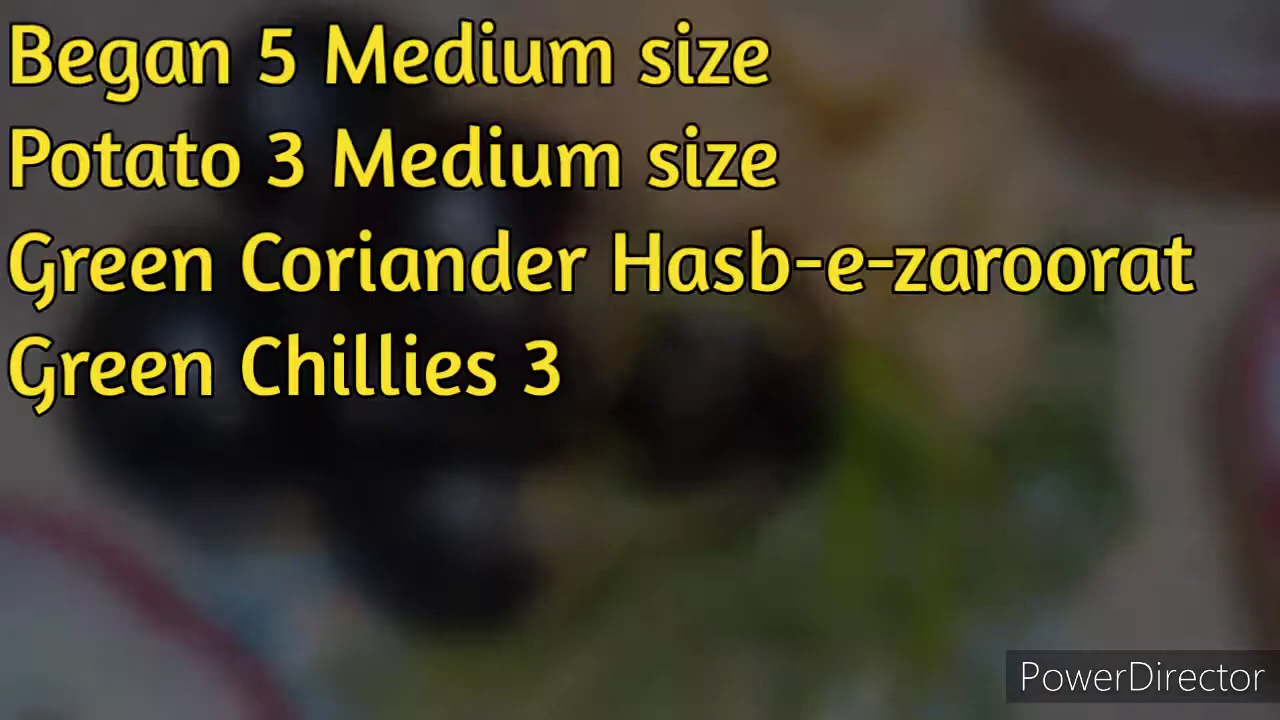 Began 5 Medium size
Potato 3 Medium size
Green Coriander Hasb-e-zaroorat
Green Chillies 3
PowerDirector